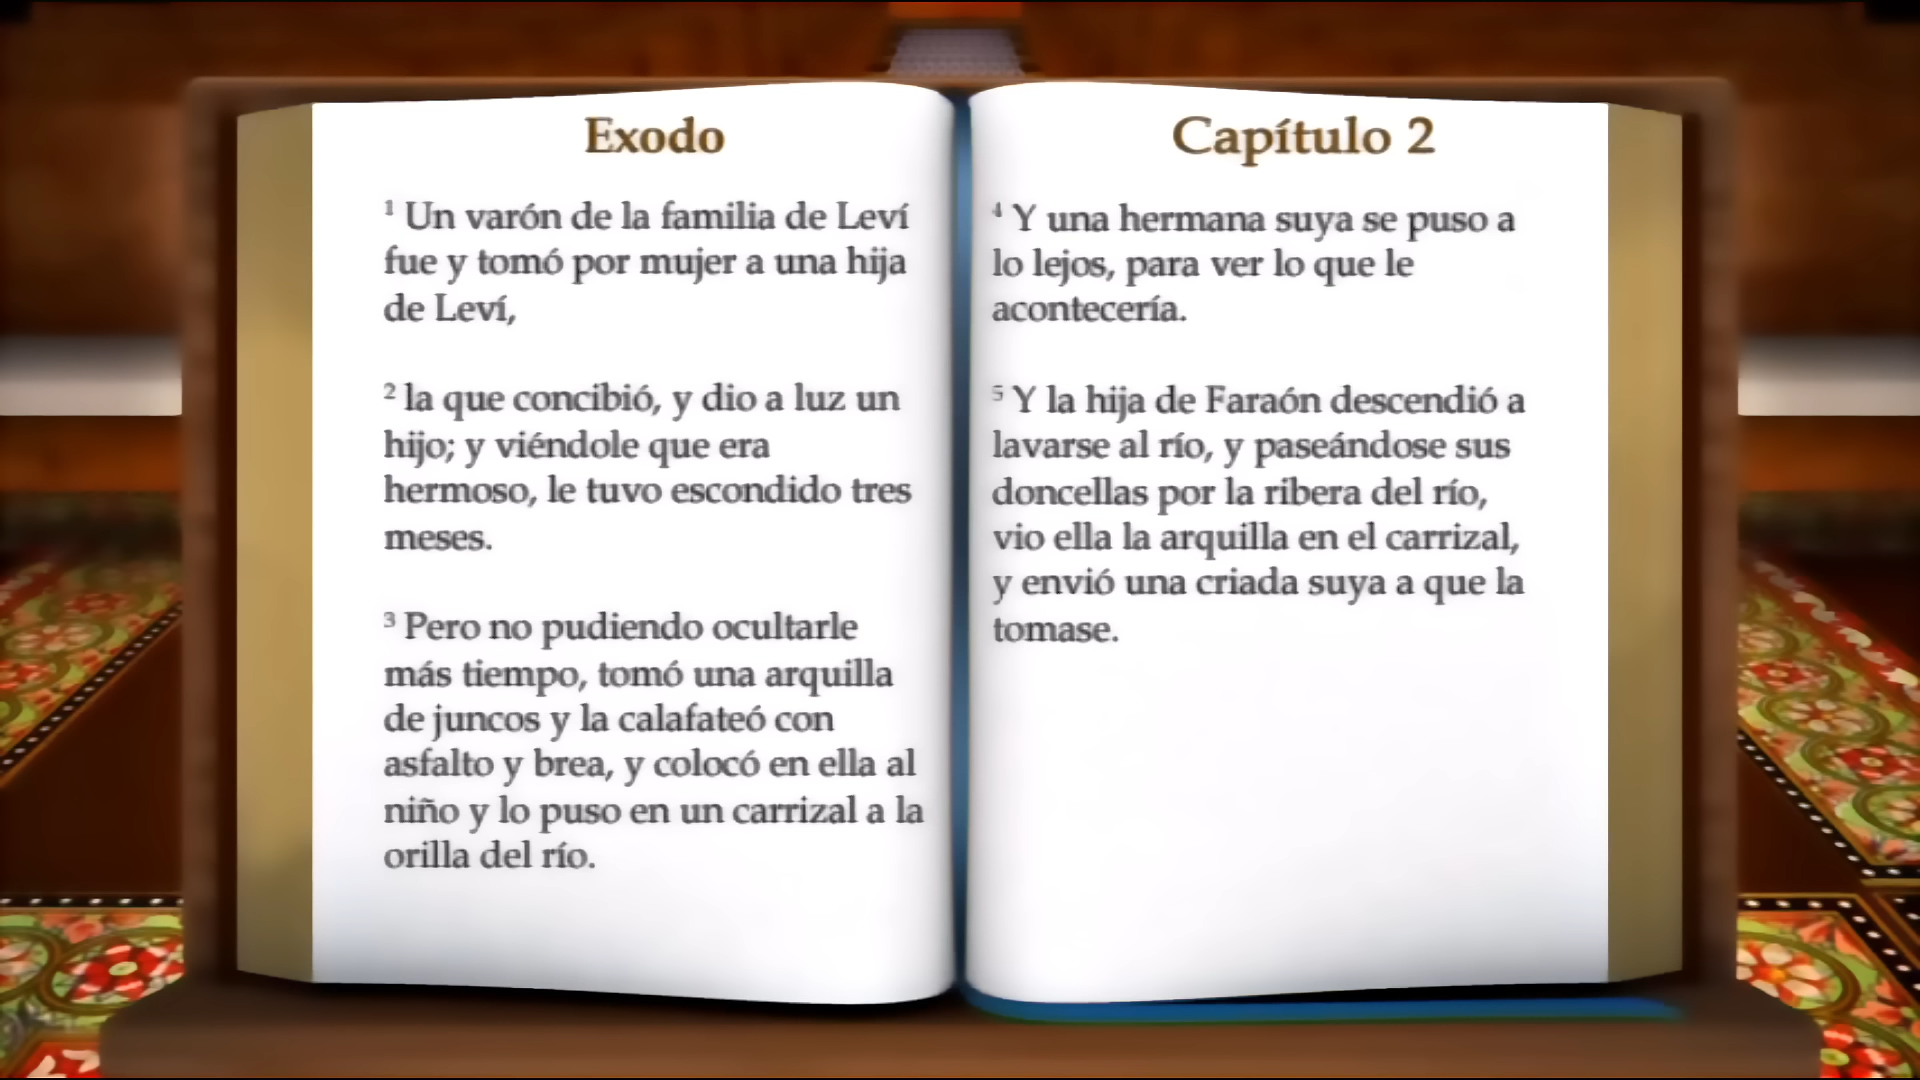 Exodo
¹ Un varón de la familia de Leví
fue y tomó por mujer a una hija
de Leví,
² la que concibió, y dio a luz un
hijo; y viéndole que era
hermoso, le tuvo escondido tres
meses.
³ Pero no pudiendo ocultarle
más tiempo, tomó una arquilla
de juncos y la calafateó con
asfalto y brea, y colocó en ella al
niño y lo puso en un carrizal a la
orilla del río.
Capítulo 2
⁴ Y una hermana suya se puso a
lo lejos, para ver lo que le
acontecería.
⁵ Y la hija de Faraón descendió a
lavarse al río, y paseándose sus
doncellas por la ribera del río,
vio ella la arquilla en el carrizal,
y envió una criada suya a que la
tomase.